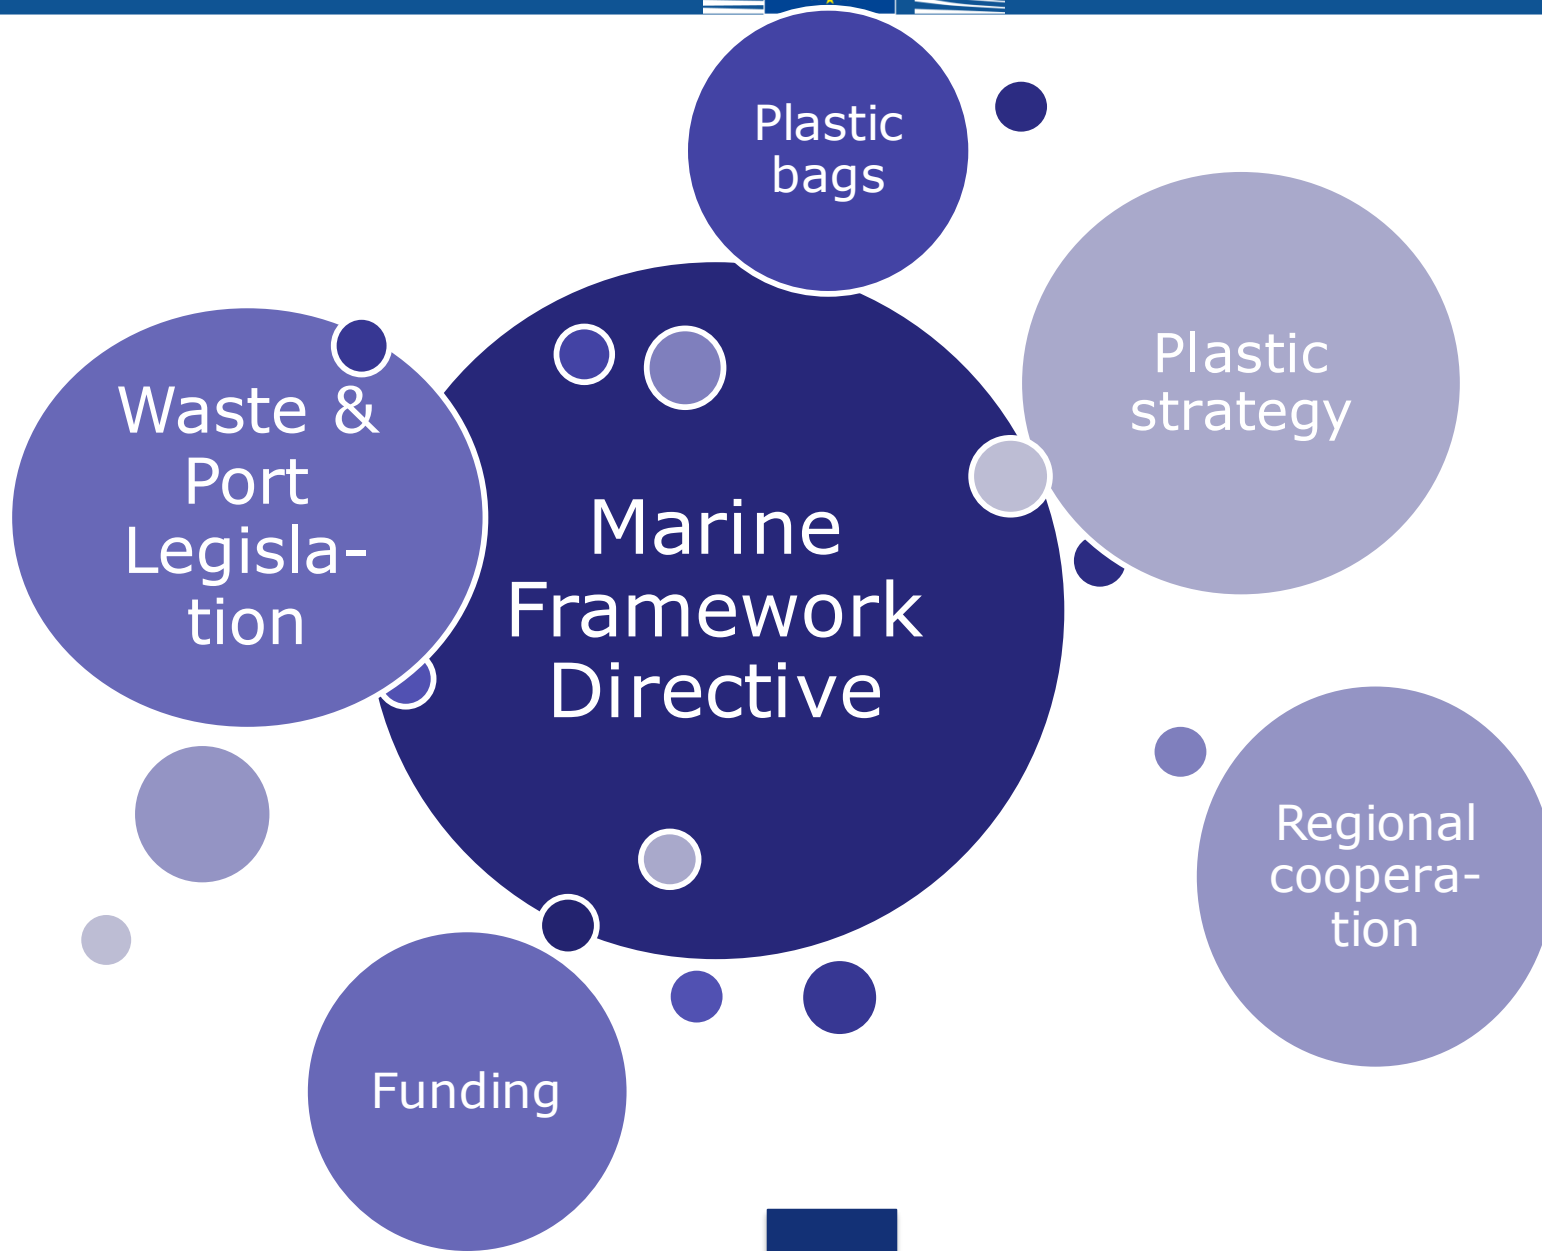 Plastic
bags
Plastic
strategy
Waste &
Port
Legisla-
tion
Marine
Framework
Directive
Regional
coopera-
tion
Funding